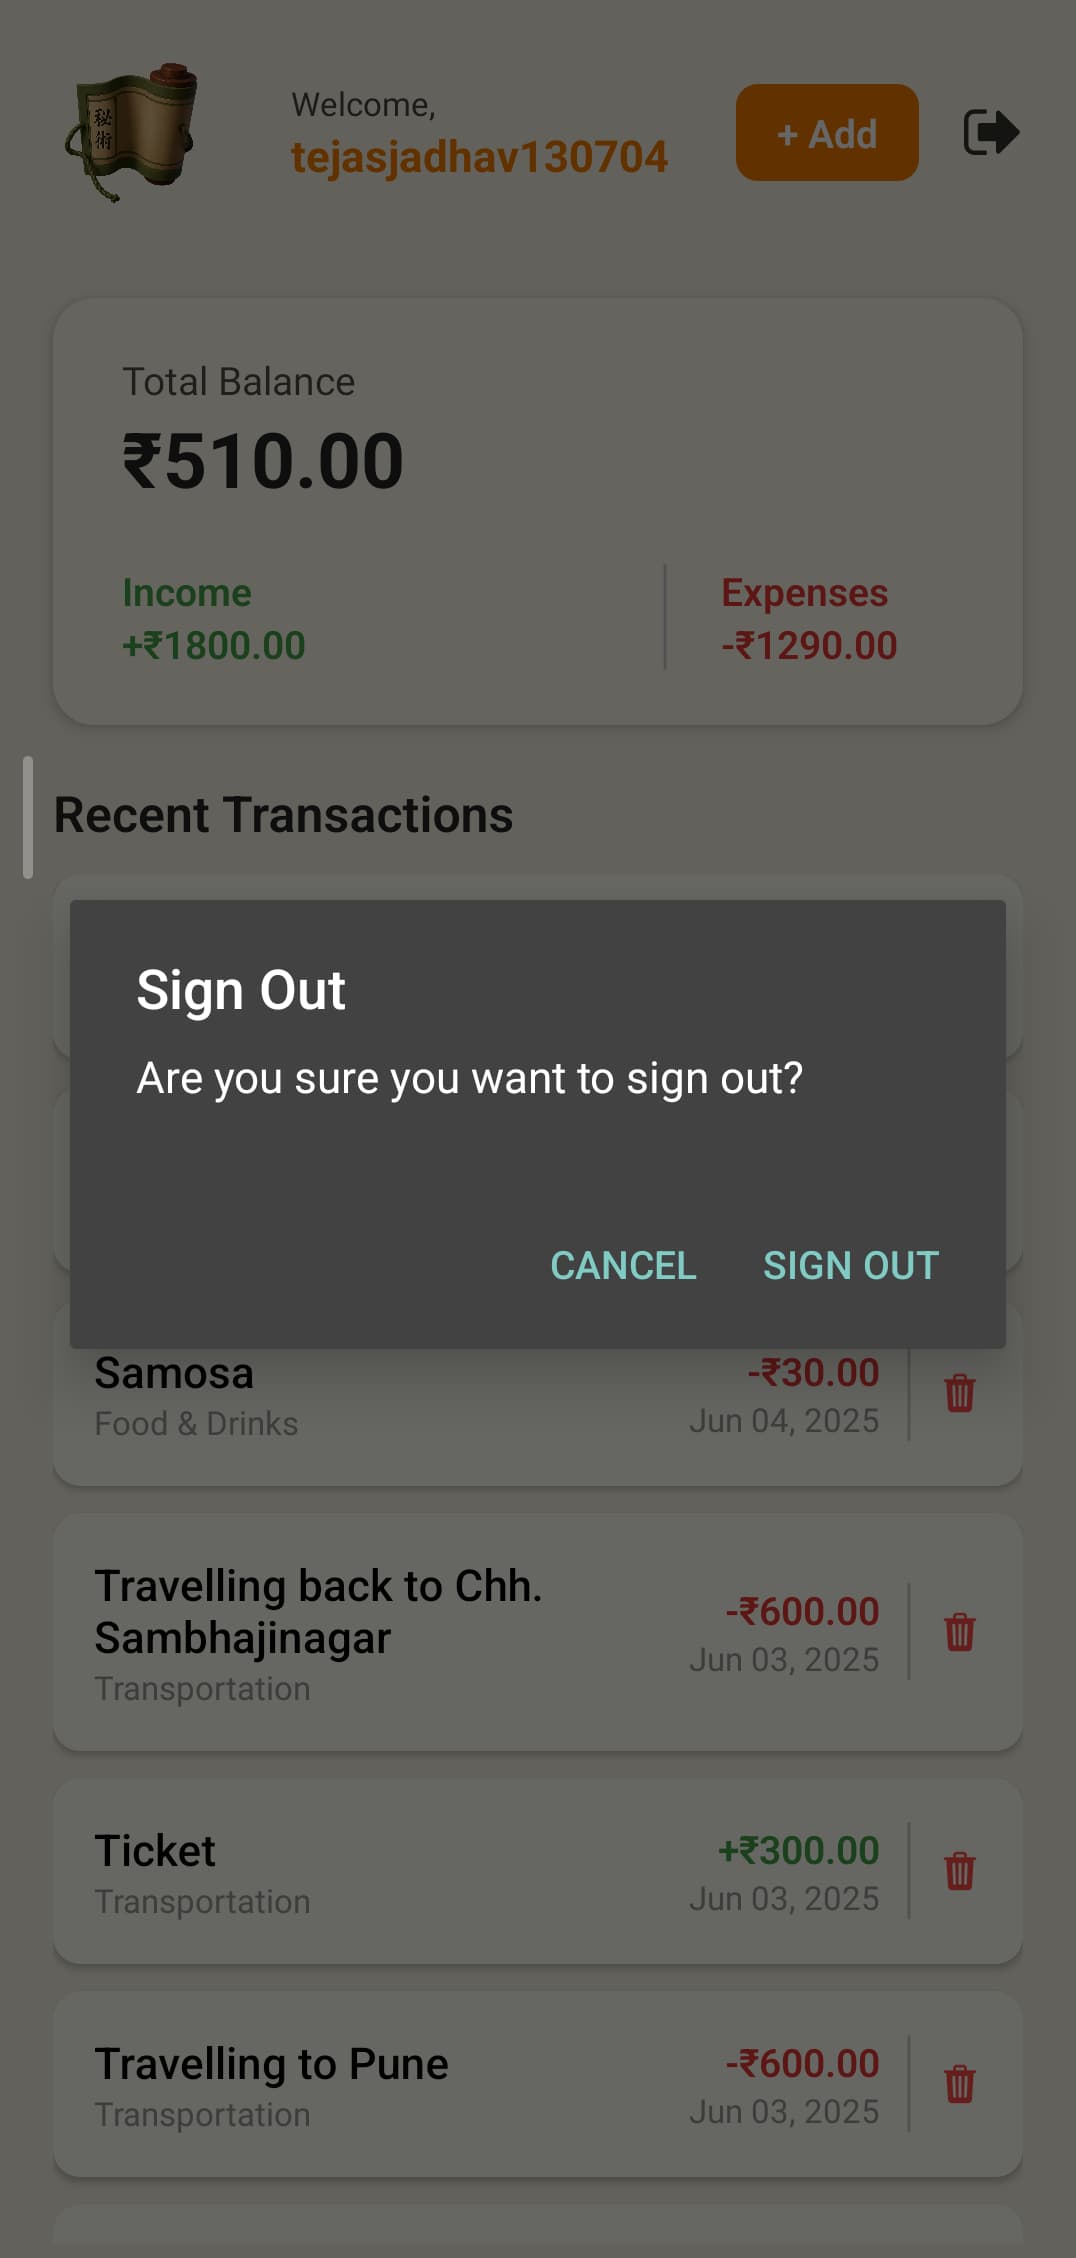 秘術
Welcome,
tejasjadhav130704
+ Add
Total Balance
₹510.00
Income
+₹1800.00
Expenses
-₹1290.00
Recent Transactions
Sign Out
Are you sure you want to sign out?
CANCEL
SIGN OUT
Samosa
Food & Drinks
-₹30.00
Jun 04, 2025
Travelling back to Chh.
Sambhajinagar
Transportation
-₹600.00
Jun 03, 2025
Ticket
Transportation
+₹300.00
Jun 03, 2025
Travelling to Pune
Transportation
-₹600.00
Jun 03, 2025